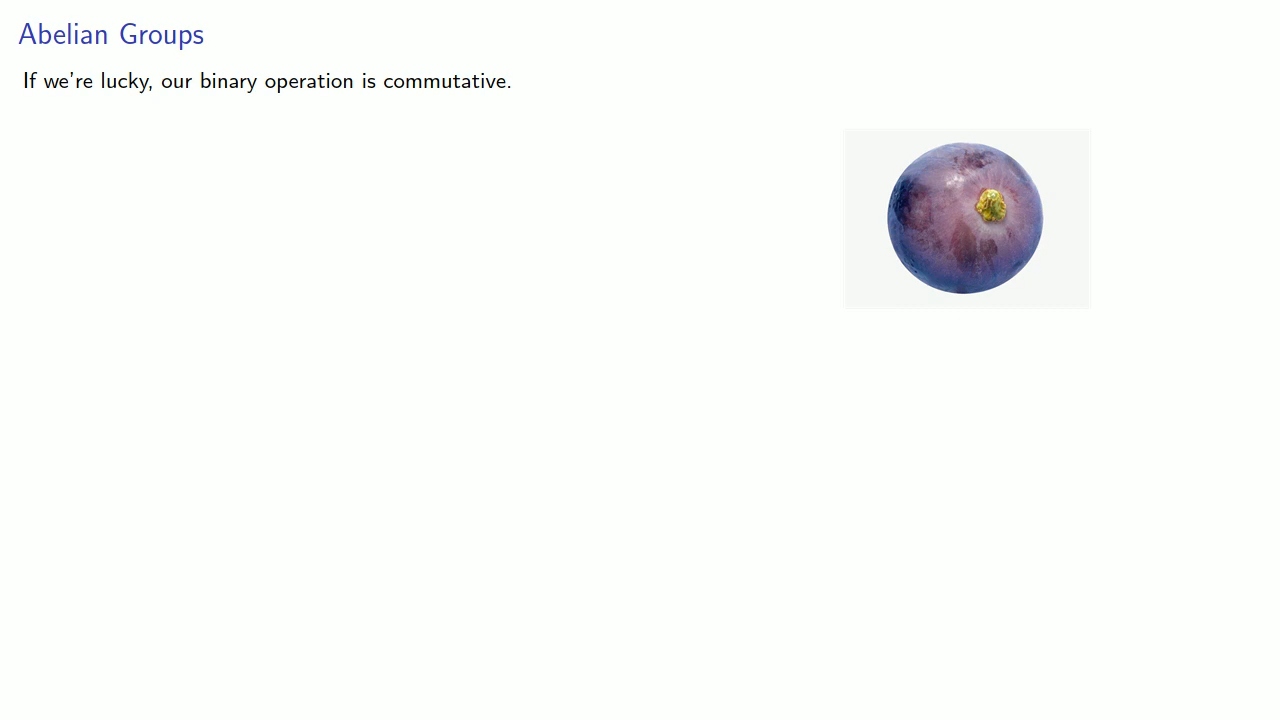 Abelian Groups
If we're lucky, our binary operation is commutative.